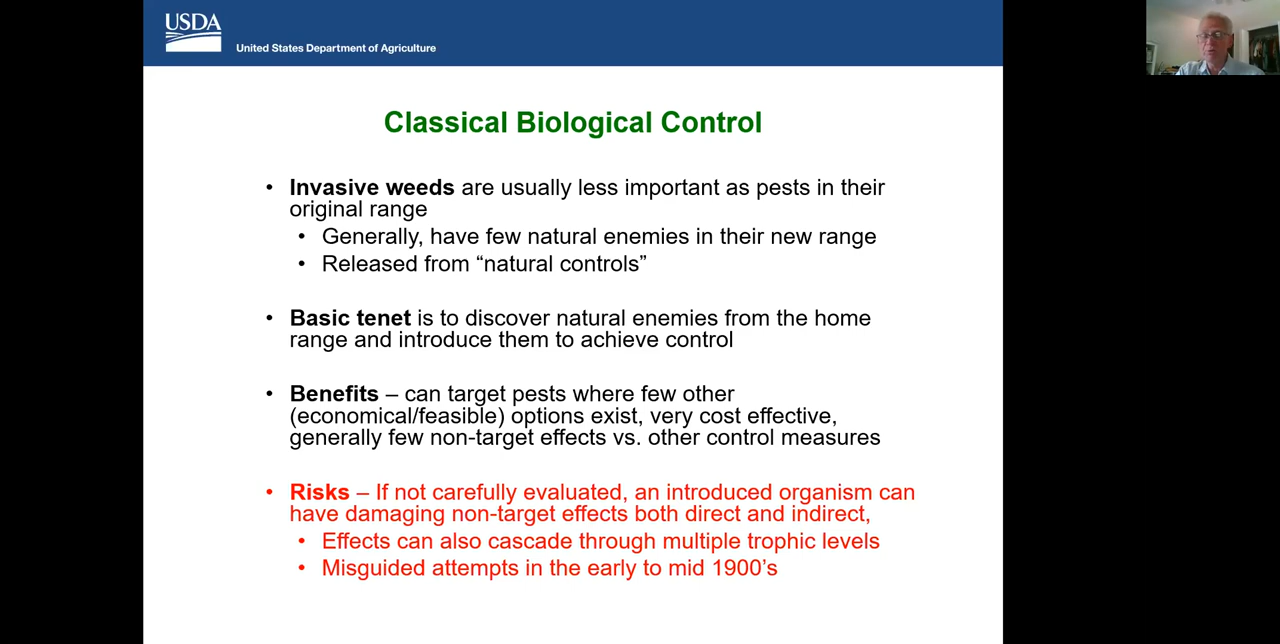 USDA
United States Department of Agriculture
Classical Biological Control
• Invasive weeds are usually less important as pests in their
original range
• Generally, have few natural enemies in their new range
• Released from “natural controls”
• Basic tenet is to discover natural enemies from the home
range and introduce them to achieve control
• Benefits – can target pests where few other
(economical/feasible) options exist, very cost effective,
generally few non-target effects vs. other control measures
• Risks – If not carefully evaluated, an introduced organism can
have damaging non-target effects both direct and indirect,
• Effects can also cascade through multiple trophic levels
• Misguided attempts in the early to mid 1900’s